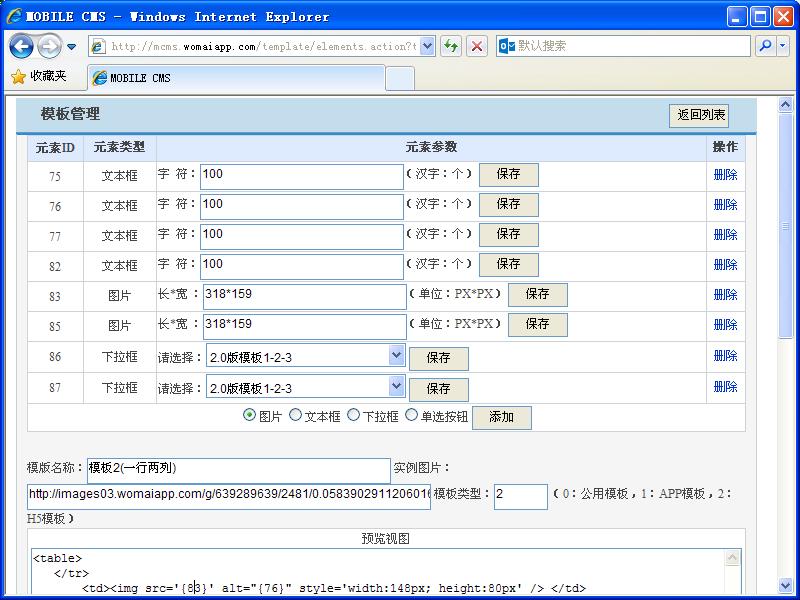 MOBILE CMS - Windows Internet Explorer
http://mcms.womaiapp.com/template/elements.action?t
默认搜索
收藏夹
MOBILE CMS
模板管理
返回列表
元素ID 元素类型 元素参数 操作
75 文本框 字 符：100 (汉字：个) 保存 删除
76 文本框 字 符：100 (汉字：个) 保存 删除
77 文本框 字 符：100 (汉字：个) 保存 删除
82 文本框 字 符：100 (汉字：个) 保存 删除
83 图片 长*宽：318*159 (单位：PX*PX) 保存 删除
85 图片 长*宽：318*159 (单位：PX*PX) 保存 删除
86 下拉框 请选择：2.0版模板1-2-3 保存 删除
87 下拉框 请选择：2.0版模板1-2-3 保存 删除
图片 文本框 下拉框 单选按钮 添加
模版名称：模板2(一行两列) 实例图片：
http://images03.womaiapp.com/g/639289639/2481/0.058390291120601 模板类型：2 (0：公用模板，1：APP模板，2：
H5模板)
预览视图
<table>
</tr>
<td><img src='{83}' alt="{76}" style='width:148px; height:80px' /> </td>